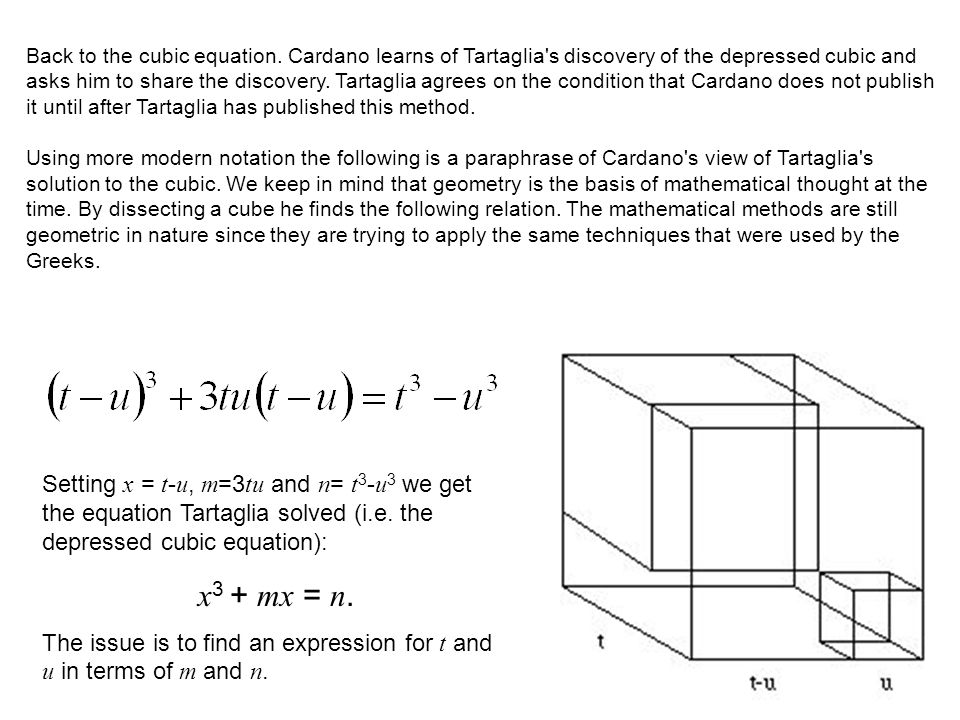 Back to the cubic equation. Cardano learns of Tartaglia's discovery of the depressed cubic and
asks him to share the discovery. Tartaglia agrees on the condition that Cardano does not publish
it until after Tartaglia has published this method.
Using more modern notation the following is a paraphrase of Cardano's view of Tartaglia's
solution to the cubic. We keep in mind that geometry is the basis of mathematical thought at the
time. By dissecting a cube he finds the following relation. The mathematical methods are still
geometric in nature since they are trying to apply the same techniques that were used by the
Greeks.
(t−u)³+3tu(t−u)=t³−u³
Setting x = t-u, m=3tu and n= t³-u³ we get
the equation Tartaglia solved (i.e. the
depressed cubic equation):
x³ + mx = n.
The issue is to find an expression for t and
u in terms of m and n.
t
t-u u